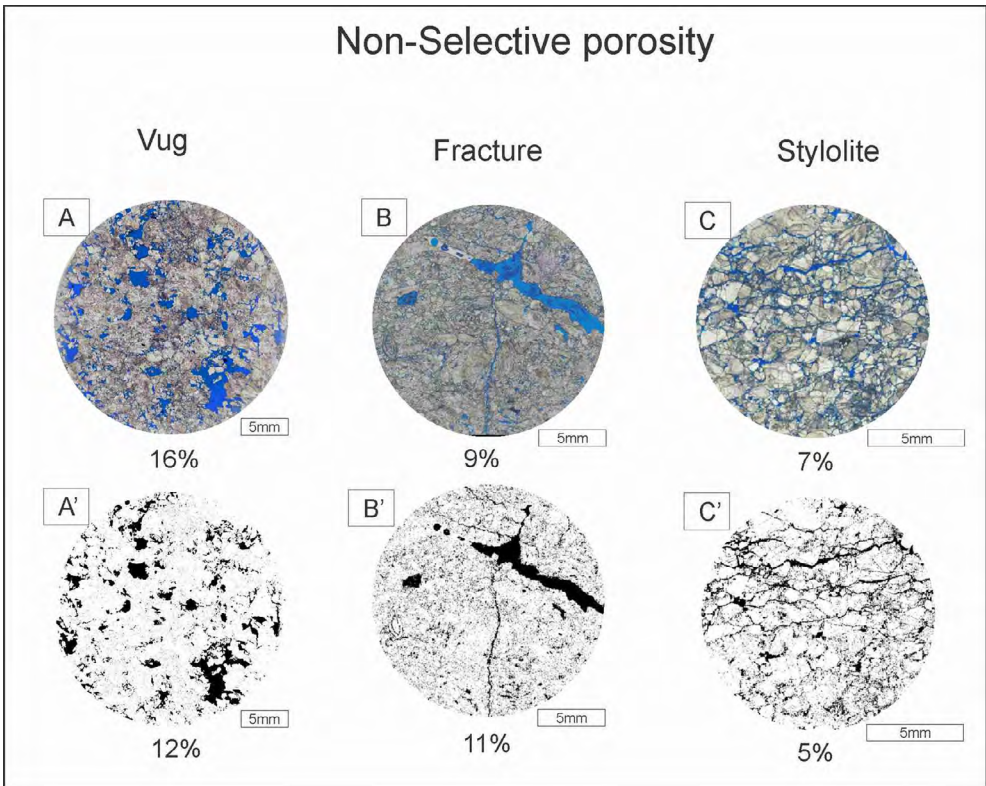 Non-Selective porosity
Vug
Fracture
Stylolite
A
B
C
5mm
5mm
5mm
16%
9%
7%
A'
B'
C'
5mm
5mm
5mm
12%
11%
5%